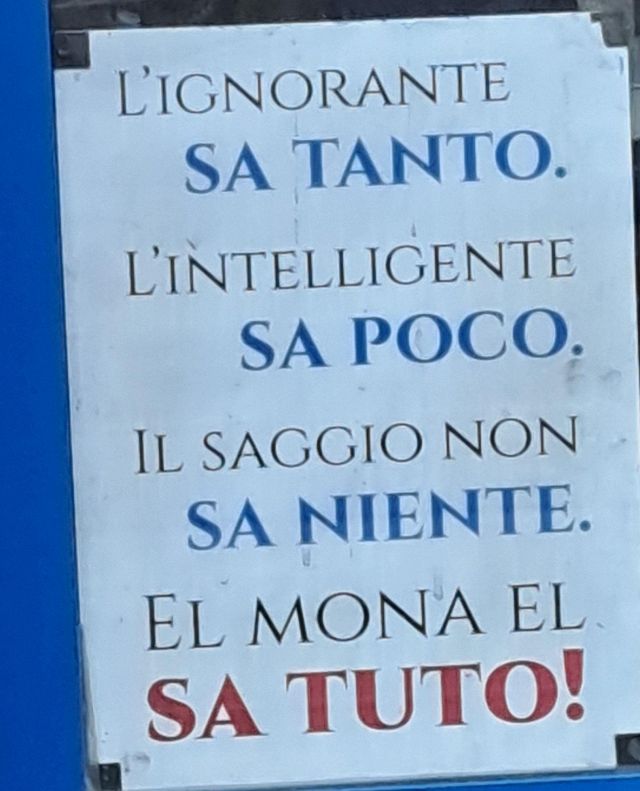 L'IGNORANTE
SA TANTO.
L'INTELLIGENTE
SA POCO.
IL SAGGIO NON
SA NIENTE.
EL MONA EL
SA TUTO!